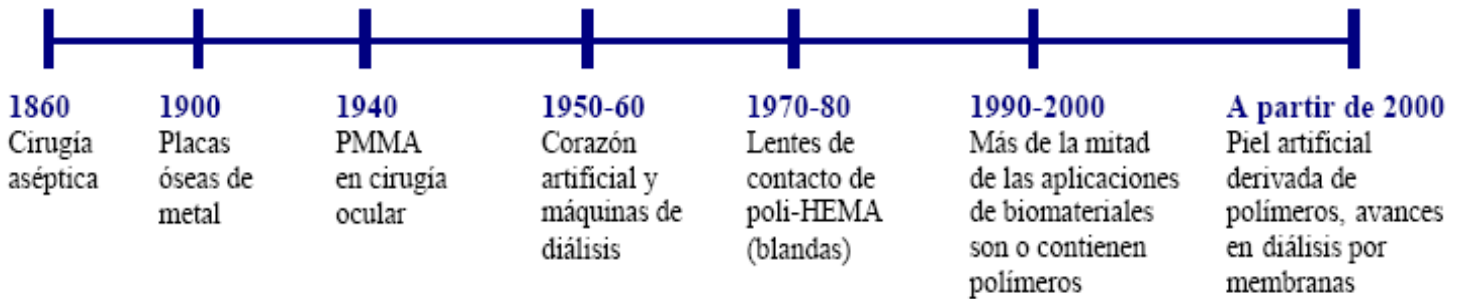 1860
Cirugía
aséptica
1900
Placas
óseas de
metal
1940
PMMA
en cirugía
ocular
1950-60
Corazón
artificial y
máquinas de
diálisis
1970-80
Lentes de
contacto de
poli-HEMA
(blandas)
1990-2000
Más de la mitad
de las aplicaciones
de biomateriales
son o contienen
polímeros
A partir de 2000
Piel artificial
derivada de
polímeros, avances
en diálisis por
membranas